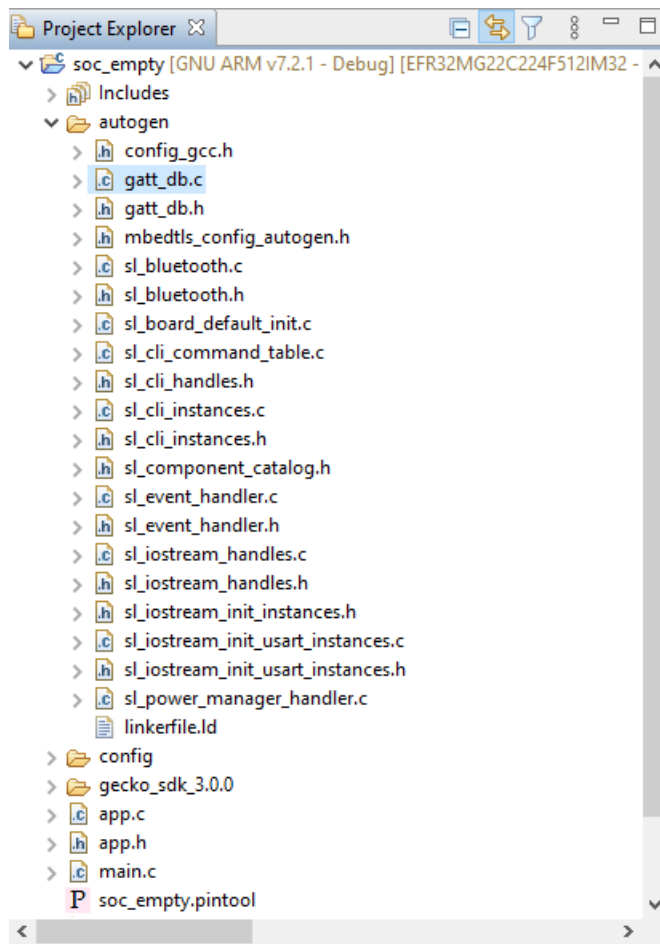 Project Explorer
soc_empty [GNU ARM v7.2.1 - Debug] [EFR32MG22C224F512IM32 -
Includes
autogen
config_gcc.h
gatt_db.c
gatt_db.h
mbedtls_config_autogen.h
sl_bluetooth.c
sl_bluetooth.h
sl_board_default_init.c
sl_cli_command_table.c
sl_cli_handles.h
sl_cli_instances.c
sl_cli_instances.h
sl_component_catalog.h
sl_event_handler.c
sl_event_handler.h
sl_iostream_handles.c
sl_iostream_handles.h
sl_iostream_init_instances.h
sl_iostream_init_usart_instances.c
sl_iostream_init_usart_instances.h
sl_power_manager_handler.c
linkerfile.ld
config
gecko_sdk_3.0.0
app.c
app.h
main.c
soc_empty.pintool